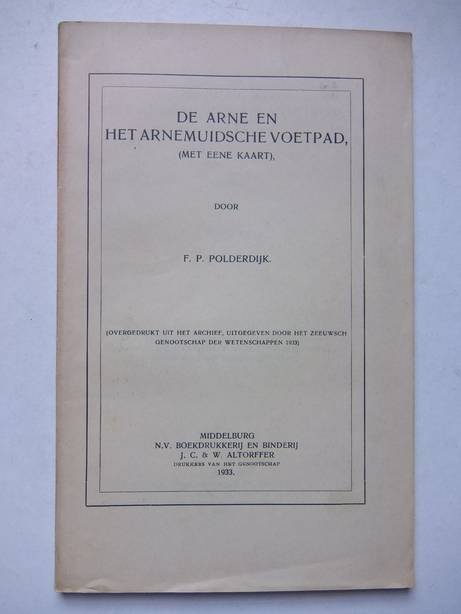 DE ARNE EN
HET ARNEMUIDSCHE VOETPAD,
(MET EENE KAART),
DOOR
F. P. POLDERDIJK.
(OVERGEDRUKT UIT HET ARCHIEF, UITGEGEVEN DOOR HET ZEEUWSCH
GENOOTSCHAP DER WETENSCHAPPEN 1933)
MIDDELBURG
N.V. BOEKDRUKKERIJ EN BINDERIJ
J. C. & W. ALTORFFER
DRUKKERS VAN HET GENOOTSCHAP
1933.